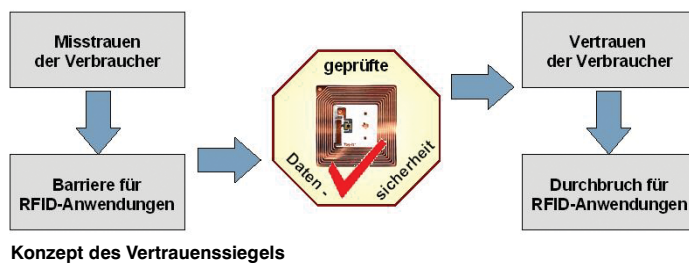 Misstrauen
der Verbraucher
Barriere für
RFID-Anwendungen
geprüfte
Daten -
sicherheit
Vertrauen
der Verbraucher
Durchbruch für
RFID-Anwendungen
Konzept des Vertrauenssiegels